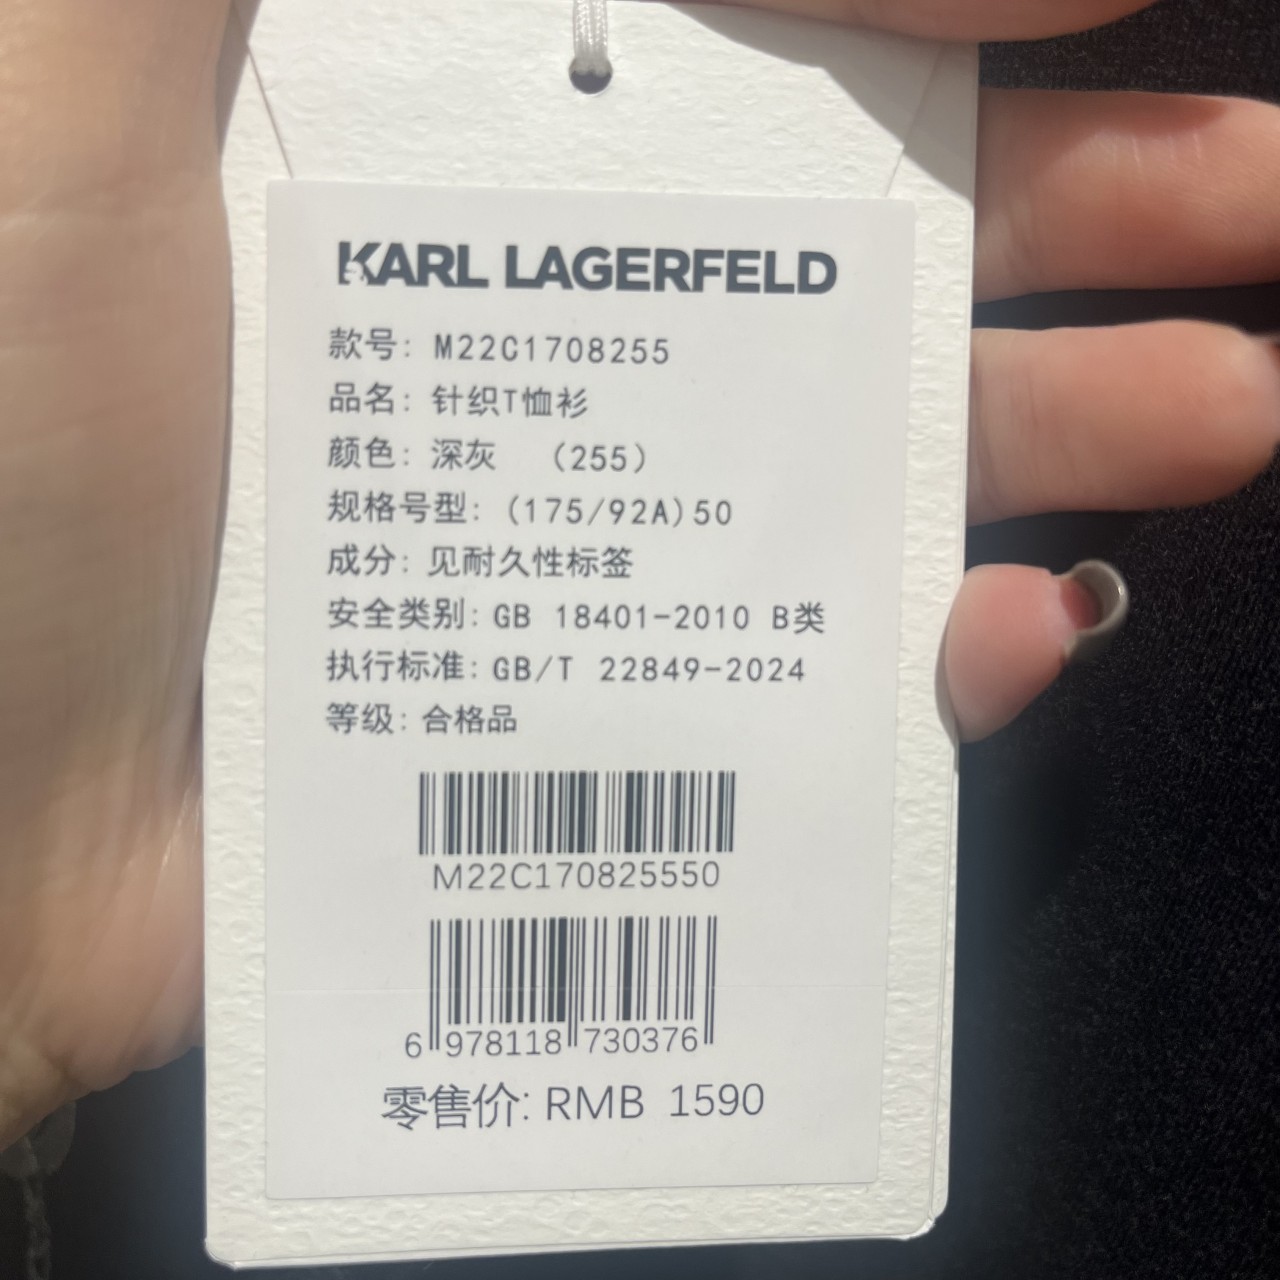 KARL LAGERFELD
款号: M22C1708255
品名: 针织T恤衫
颜色: 深灰 (255)
规格号型: (175/92A)50
成分: 见耐久性标签
安全类别: GB 18401-2010 B类
执行标准: GB/T 22849-2024
等级: 合格品
M22C170825550
6 978118 730376
零售价: RMB 1590